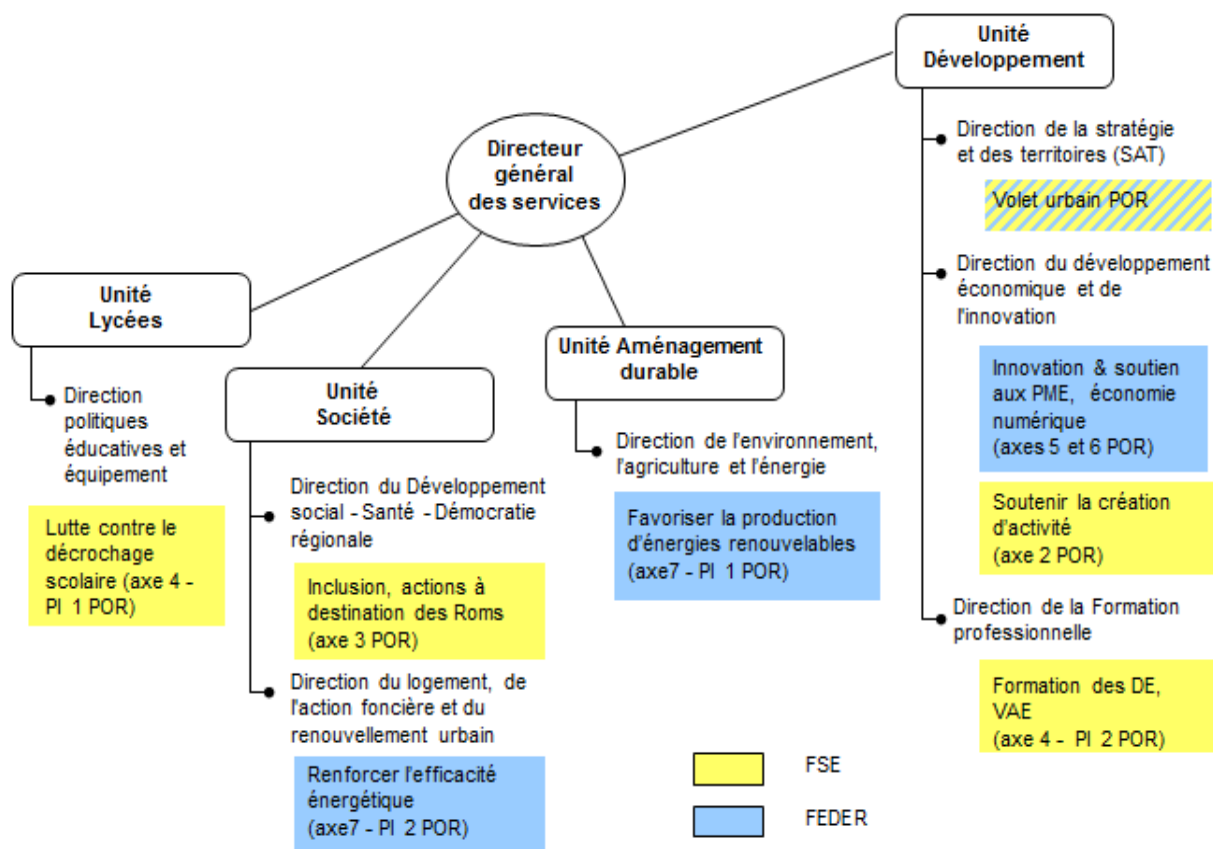 Unité
Développement
Direction de la stratégie
et des territoires (SAT)
Volet urbain POR
Direction du développement
économique et de
l'innovation
Innovation & soutien
aux PME, économie
numérique
(axes 5 et 6 POR)
Soutenir la création
d'activité
(axe 2 POR)
Direction de la Formation
professionnelle
Formation des DE,
VAE
(axe 4 - PI 2 POR)
Directeur
général
des services
Unité
Lycées
Direction
politiques
éducatives et
équipement
Lutte contre le
décrochage
scolaire (axe 4 -
PI 1 POR)
Unité
Société
Direction du Développement
social - Santé - Démocratie
régionale
Inclusion, actions à
destination des Roms
(axe 3 POR)
Direction du logement, de
l'action foncière et du
renouvellement urbain
Renforcer l'efficacité
énergétique
(axe7 - PI 2 POR)
Unité Aménagement
durable
Direction de l'environnement,
l'agriculture et l'énergie
Favoriser la production
d'énergies renouvelables
(axe7 - PI 1 POR)
FSE
FEDER